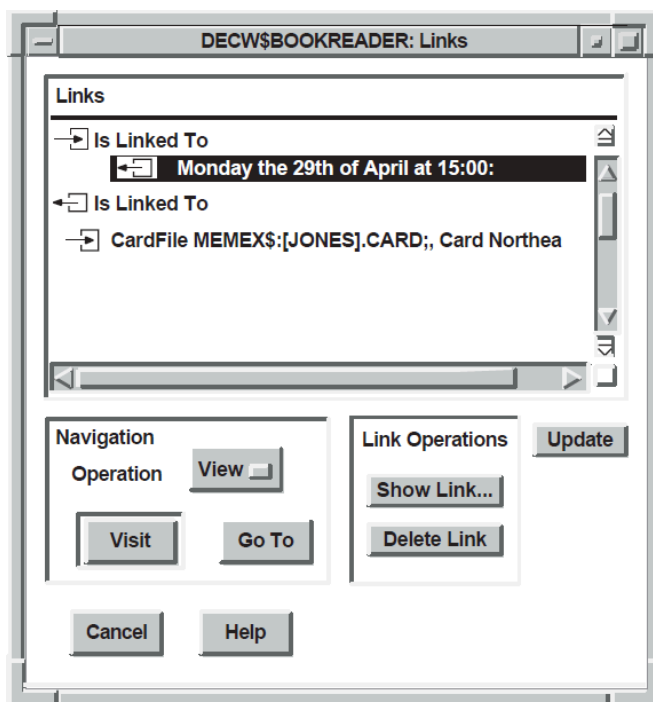 DECW$BOOKREADER: Links
Links
Is Linked To
Monday the 29th of April at 15:00:
Is Linked To
CardFile MEMEX$:[JONES].CARD;, Card Northea
Navigation
Operation View
Visit Go To
Link Operations
Show Link...
Delete Link
Update
Cancel Help